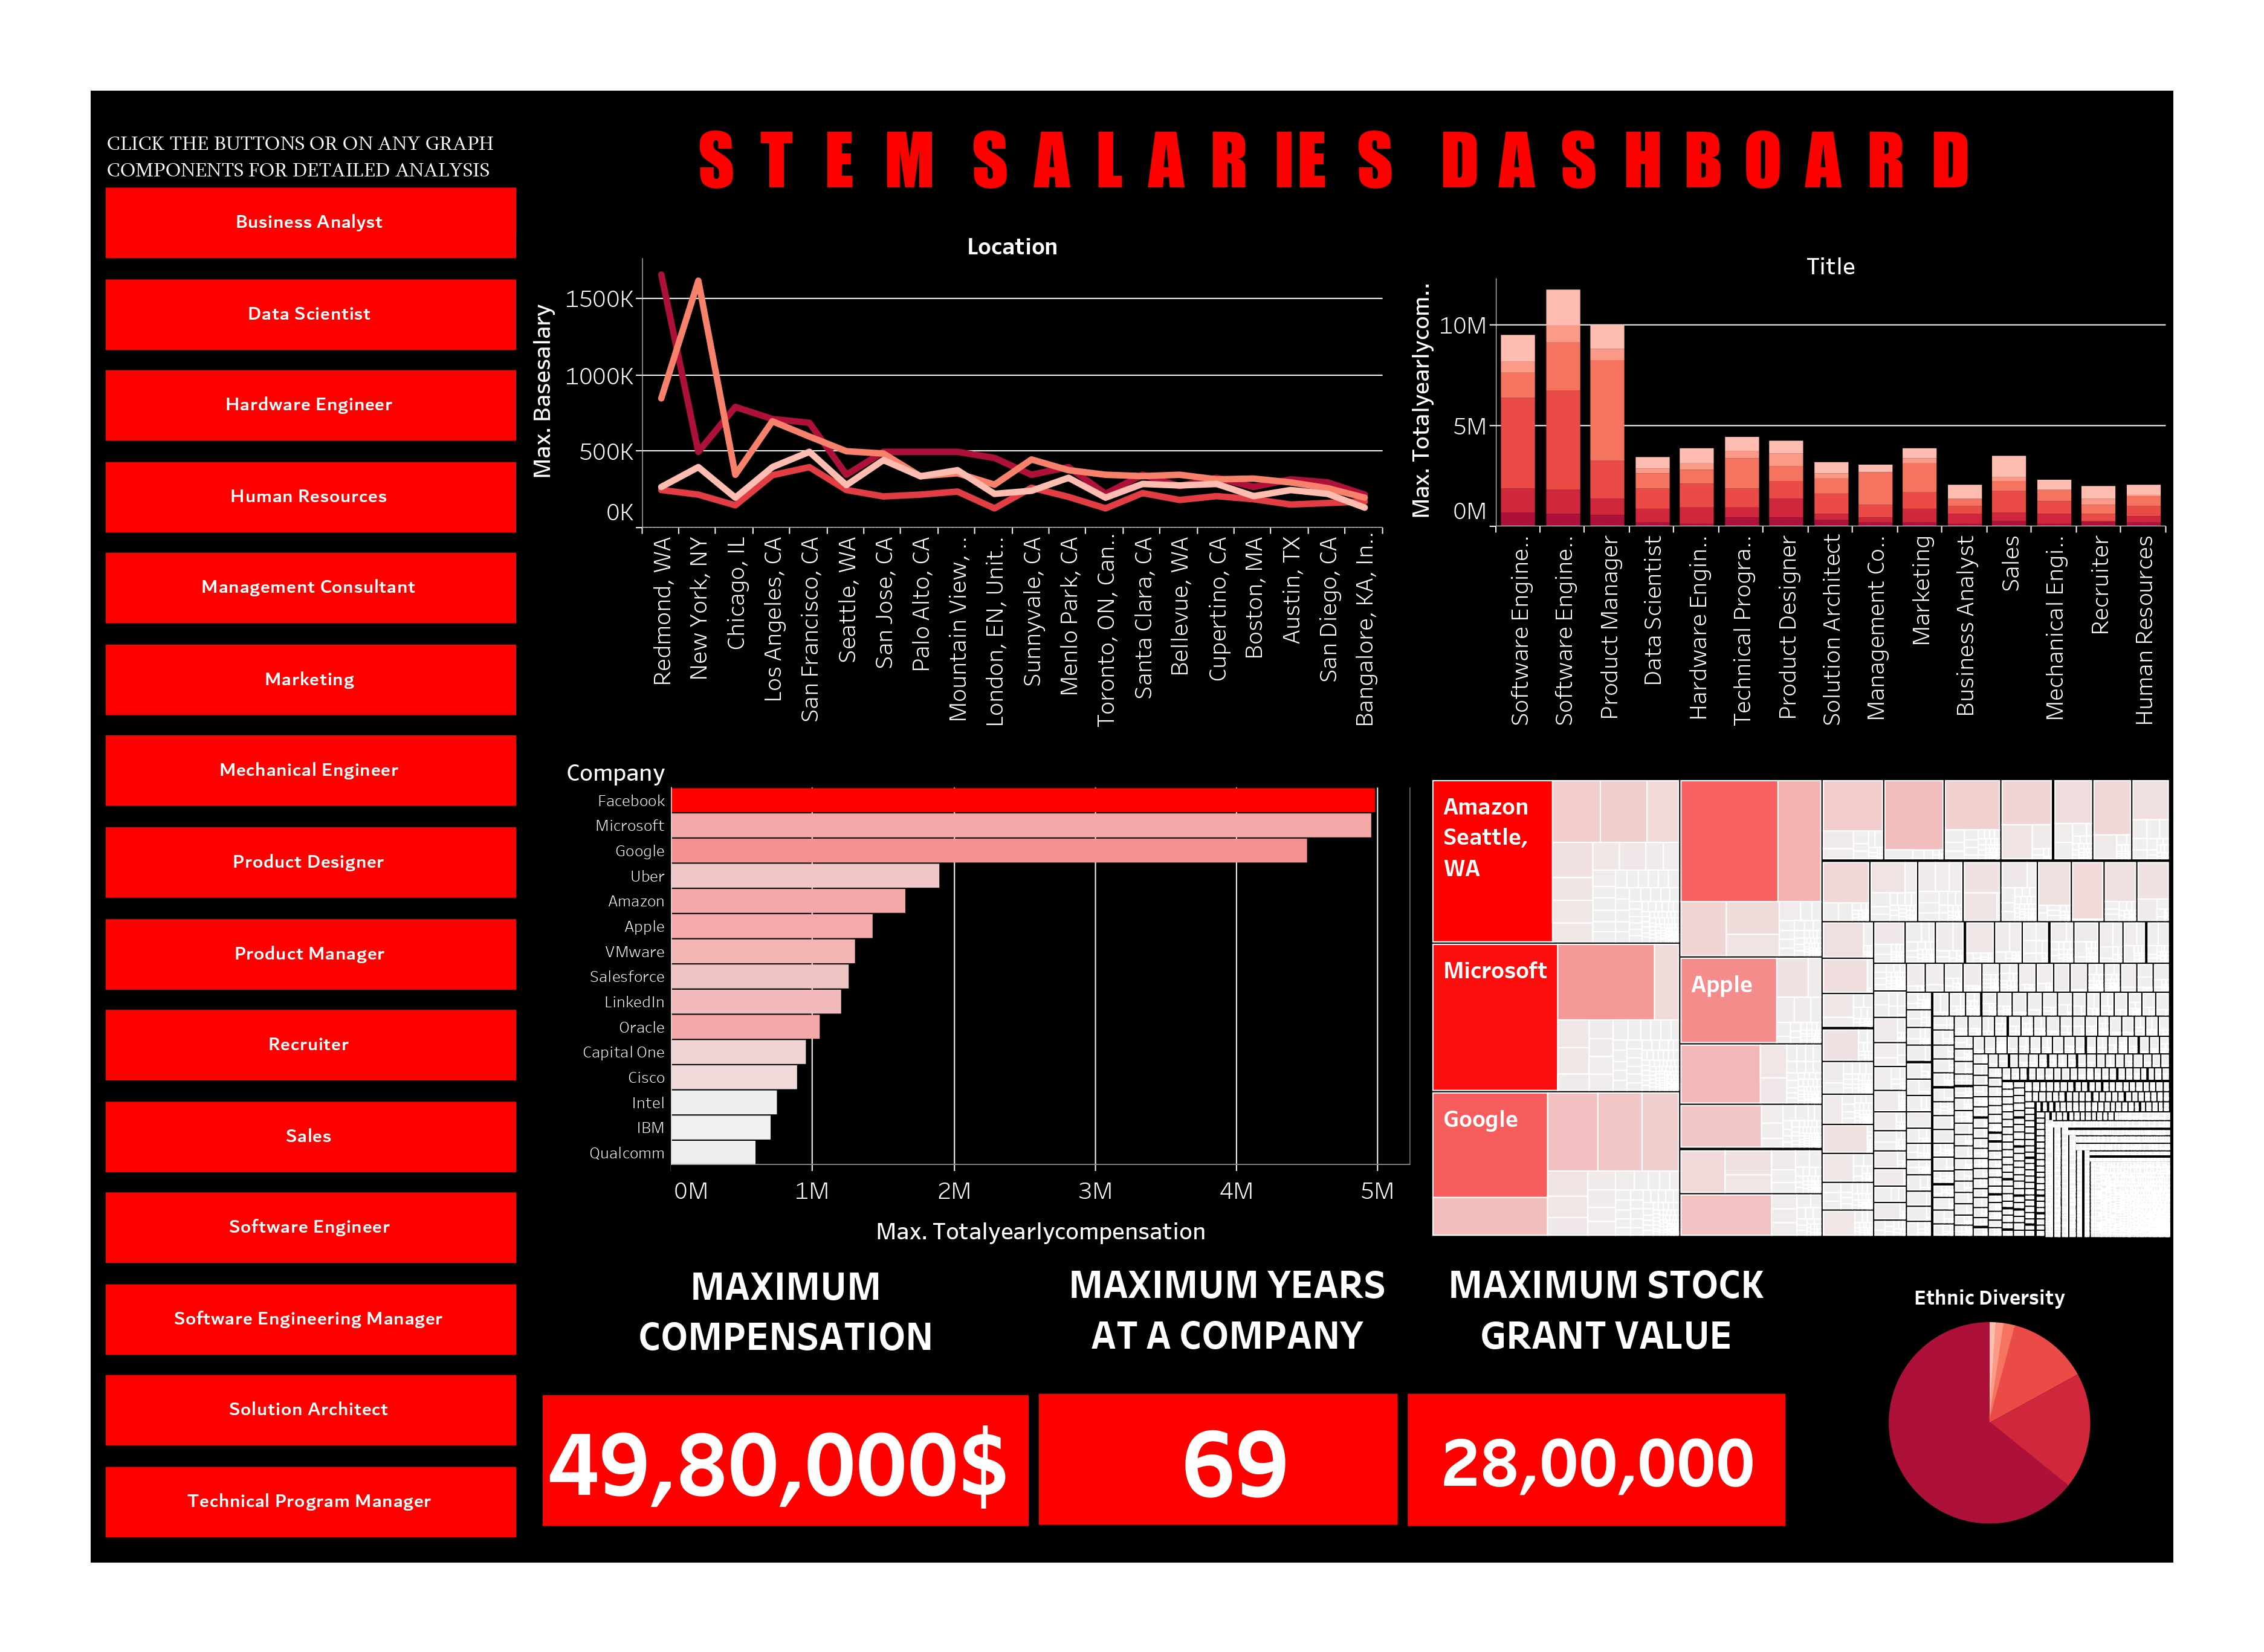 CLICK THE BUTTONS OR ON ANY GRAPH
COMPONENTS FOR DETAILED ANALYSIS
Business Analyst
Data Scientist
Hardware Engineer
Human Resources
Management Consultant
Marketing
Mechanical Engineer
Product Designer
Product Manager
Recruiter
Sales
Software Engineer
Software Engineering Manager
Solution Architect
Technical Program Manager
STEM SALARIES DASHBOARD
Location
Max. Basesalary
1500K
1000K
500K
0K
Redmond, WA
New York, NY
Chicago, IL
Los Angeles, CA
San Francisco, CA
Seattle, WA
San Jose, CA
Palo Alto, CA
Mountain View, ..
London, EN, Unit..
Sunnyvale, CA
Menlo Park, CA
Toronto, ON, Can..
Santa Clara, CA
Bellevue, WA
Cupertino, CA
Boston, MA
Austin, TX
San Diego, CA
Bangalore, KA, In..
Title
Max. Totalyearlycom..
10M
5M
0M
Software Engine..
Software Engine..
Product Manager
Data Scientist
Hardware Engin..
Technical Progra..
Product Designer
Solution Architect
Management Co..
Marketing
Business Analyst
Sales
Mechanical Engi..
Recruiter
Human Resources
Company
Facebook
Microsoft
Google
Uber
Amazon
Apple
VMware
Salesforce
LinkedIn
Oracle
Capital One
Cisco
Intel
IBM
Qualcomm
0M 1M 2M 3M 4M 5M
Max. Totalyearlycompensation
Amazon
Seattle,
WA
Microsoft
Google
Apple
MAXIMUM
COMPENSATION
49,80,000$
MAXIMUM YEARS
AT A COMPANY
69
MAXIMUM STOCK
GRANT VALUE
28,00,000
Ethnic Diversity